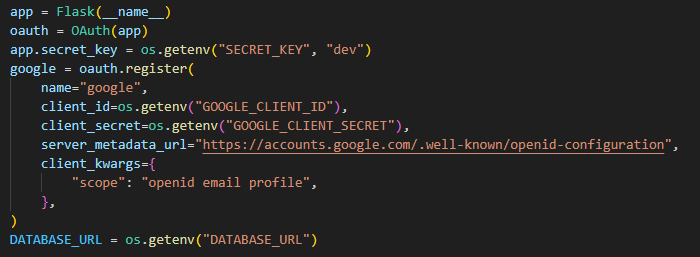 app = Flask(__name__)
oauth = OAuth(app)
app.secret_key = os.getenv("SECRET_KEY", "dev")
google = oauth.register(
    name="google",
    client_id=os.getenv("GOOGLE_CLIENT_ID"),
    client_secret=os.getenv("GOOGLE_CLIENT_SECRET"),
    server_metadata_url="https://accounts.google.com/.well-known/openid-configuration",
    client_kwargs={
        "scope": "openid email profile",
    },
)
DATABASE_URL = os.getenv("DATABASE_URL")